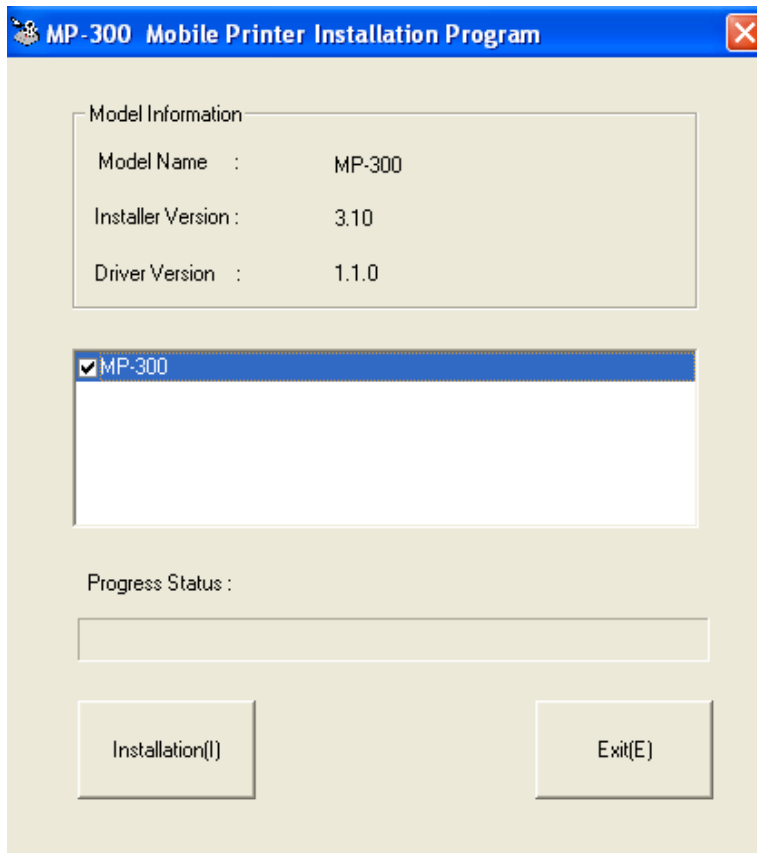 MP-300 Mobile Printer Installation Program
Model Information
Model Name : MP-300
Installer Version : 3.10
Driver Version : 1.1.0
MP-300
Progress Status :
Installation(I) Exit(E)